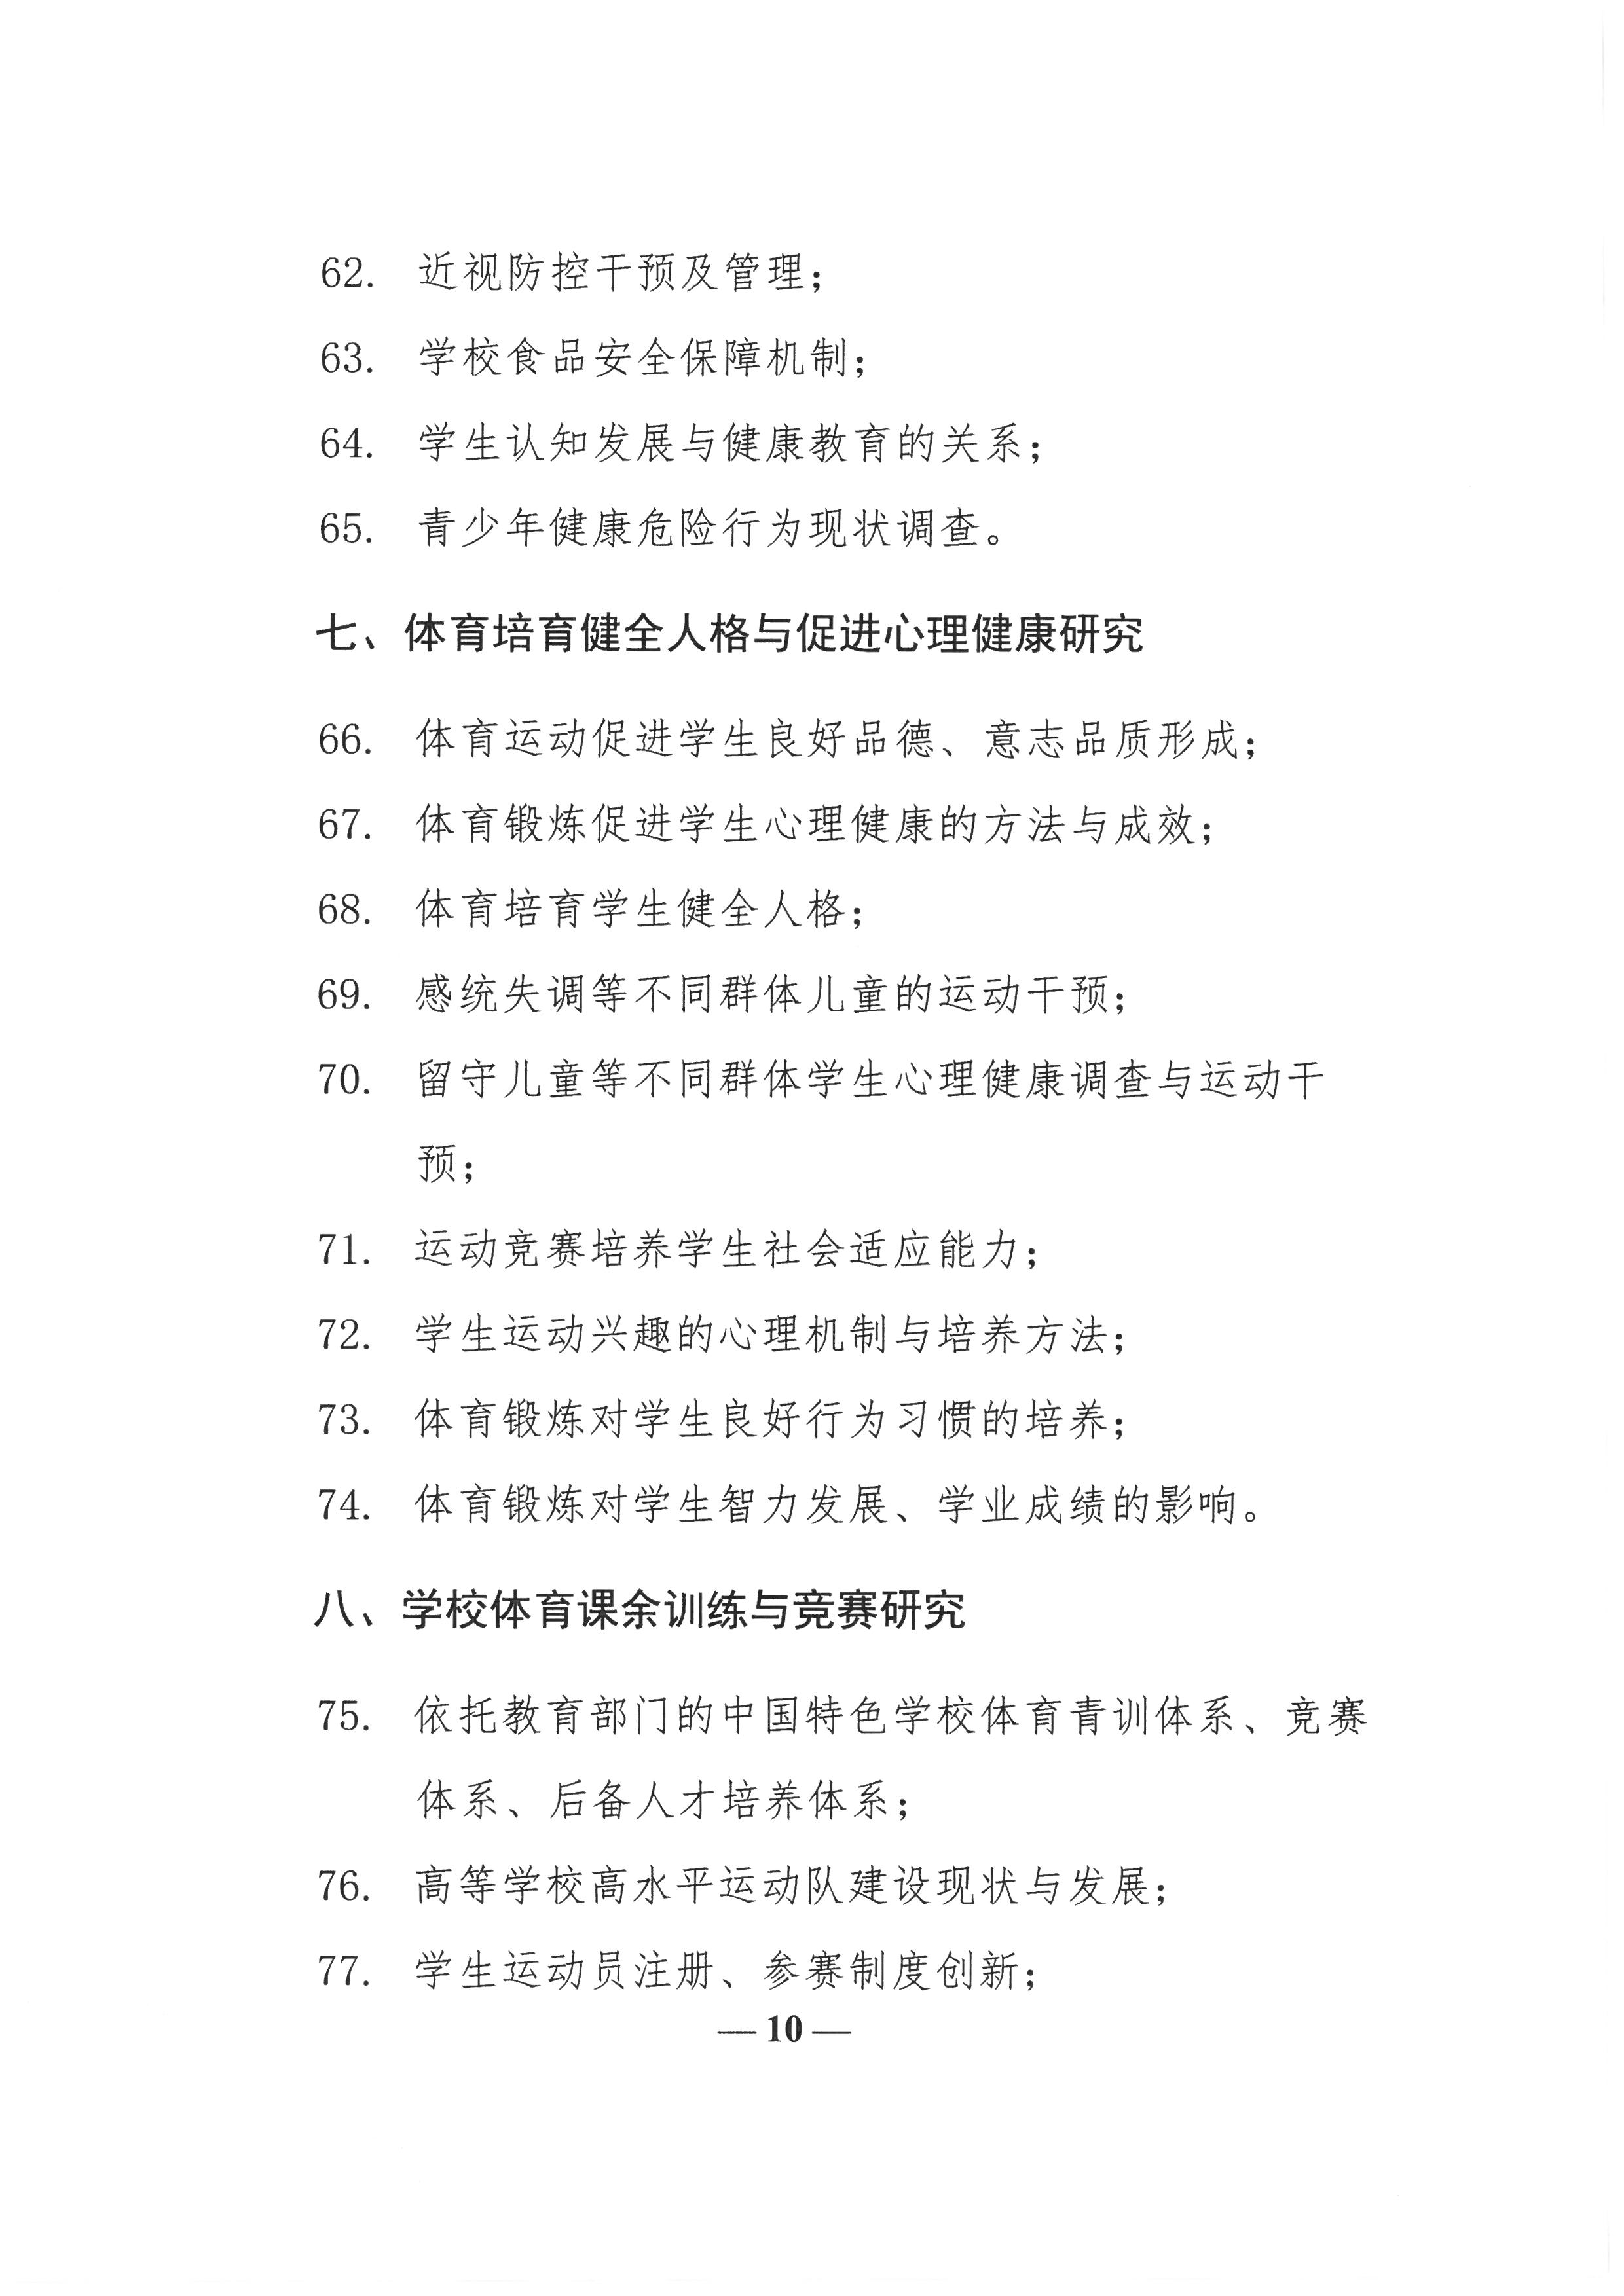 62. 近视防控干预及管理；
63. 学校食品安全保障机制；
64. 学生认知发展与健康教育的关系；
65. 青少年健康危险行为现状调查。
七、体育培育健全人格与促进心理健康研究
66. 体育运动促进学生良好品德、意志品质形成；
67. 体育锻炼促进学生心理健康的方法与成效；
68. 体育培育学生健全人格；
69. 感统失调等不同群体儿童的运动干预；
70. 留守儿童等不同群体学生心理健康调查与运动干
预；
71. 运动竞赛培养学生社会适应能力；
72. 学生运动兴趣的心理机制与培养方法；
73. 体育锻炼对学生良好行为习惯的培养；
74. 体育锻炼对学生智力发展、学业成绩的影响。
八、学校体育课余训练与竞赛研究
75. 依托教育部门的中国特色学校体育青训体系、竞赛
体系、后备人才培养体系；
76. 高等学校高水平运动队建设现状与发展；
77. 学生运动员注册、参赛制度创新；
— 10 —